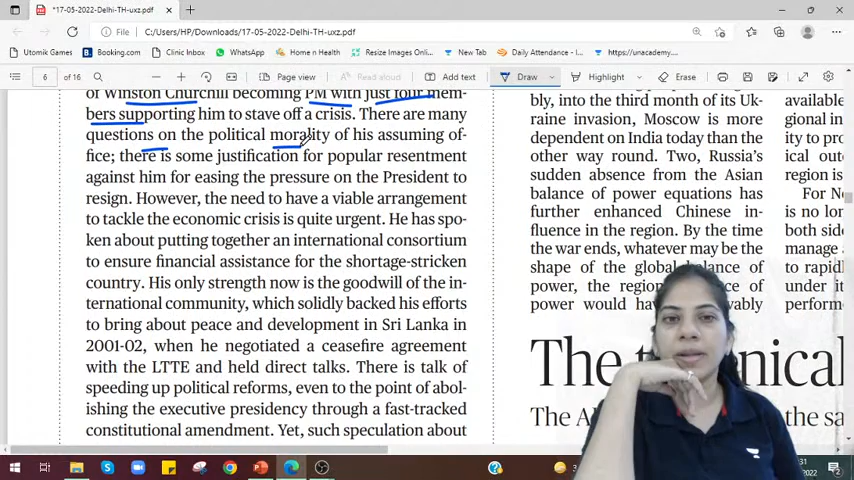 *17-05-2022-Delhi-TH-uxz.pdf
File
C:/Users/HP/Downloads/17-05-2022-Delhi-TH-uxz.pdf
Utomik Games
Booking.com
Clinic Inbox
WhatsApp
Home n Health
Resize Images Onl...
New Tab
Daily Attendance - I...
https://unacademy....
6 of 16
Page view
Read aloud
Add text
Draw
Highlight
Erase
of Winston Churchill becoming PM with just four mem-
bers supporting him to stave off a crisis. There are many
questions on the political morality of his assuming of-
fice; there is some justification for popular resentment
against him for easing the pressure on the President to
resign. However, the need to have a viable arrangement
to tackle the economic crisis is quite urgent. He has spo-
ken about putting together an international consortium
to ensure financial assistance for the shortage-stricken
country. His only strength now is the goodwill of the in-
ternational community, which solidly backed his efforts
to bring about peace and development in Sri Lanka in
2001-02, when he negotiated a ceasefire agreement
with the LTTE and held direct talks. There is talk of
speeding up political reforms, even to the point of abol-
ishing the executive presidency through a fast-tracked
constitutional amendment. Yet, such speculation about
bly, into the third month of its Uk-
raine invasion, Moscow is more
dependent on India today than the
other way round. Two, Russia's
sudden absence from the Asian
balance of power equations has
further enhanced Chinese in-
fluence in the region. By the time
the war ends, whatever may be the
shape of the global balance of
power, the
power would
available
ity to pro
ical out
region is
For Ne
is no lon
both side
manage
to rapid
under it
perform
The
nical
The
the sa
2022
2